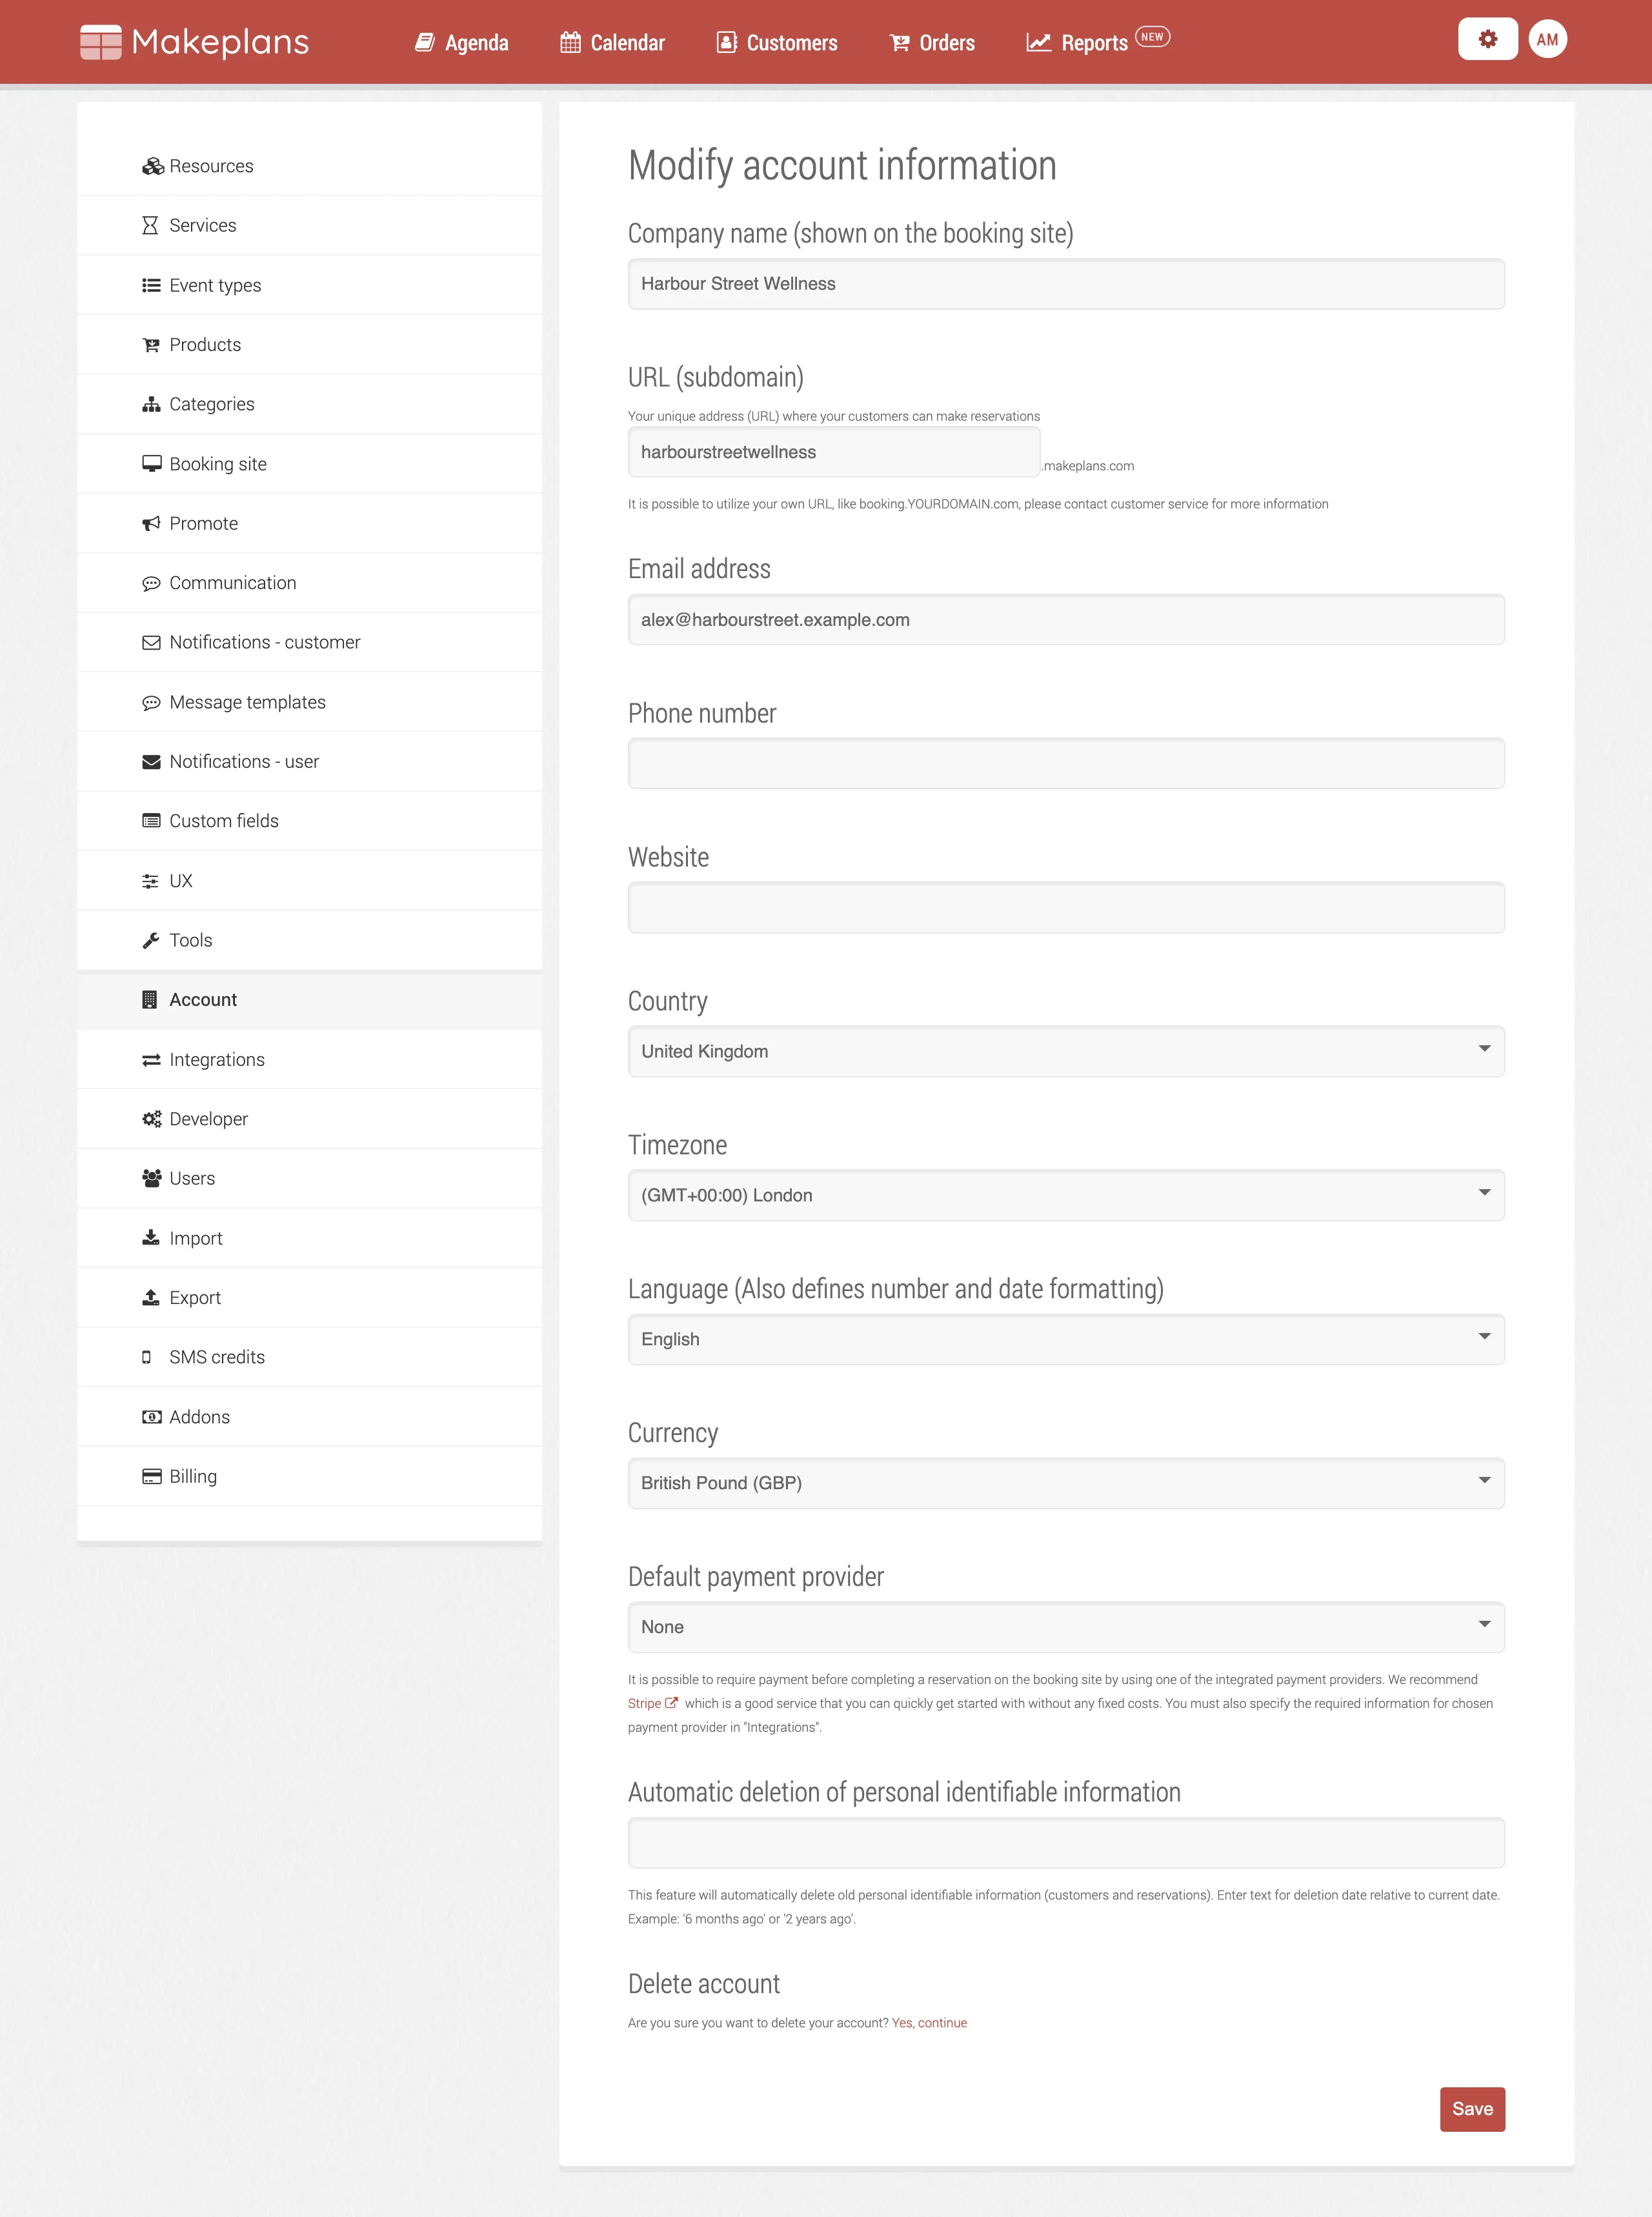 Makeplans
Agenda
Calendar
Customers
Orders
Reports NEW
AM
Resources
Services
Event types
Products
Categories
Booking site
Promote
Communication
Notifications - customer
Message templates
Notifications - user
Custom fields
UX
Tools
Account
Integrations
Developer
Users
Import
Export
SMS credits
Addons
Billing
Modify account information
Company name (shown on the booking site)
Harbour Street Wellness
URL (subdomain)
Your unique address (URL) where your customers can make reservations
harbourstreetwellness
.makeplans.com
It is possible to utilize your own URL, like booking.YOURDOMAIN.com, please contact customer service for more information
Email address
alex@harbourstreet.example.com
Phone number
Website
Country
United Kingdom
Timezone
(GMT+00:00) London
Language (Also defines number and date formatting)
English
Currency
British Pound (GBP)
Default payment provider
None
It is possible to require payment before completing a reservation on the booking site by using one of the integrated payment providers. We recommend
Stripe which is a good service that you can quickly get started with without any fixed costs. You must also specify the required information for chosen
payment provider in "Integrations".
Automatic deletion of personal identifiable information
This feature will automatically delete old personal identifiable information (customers and reservations). Enter text for deletion date relative to current date.
Example: '6 months ago' or '2 years ago'.
Delete account
Are you sure you want to delete your account? Yes, continue
Save